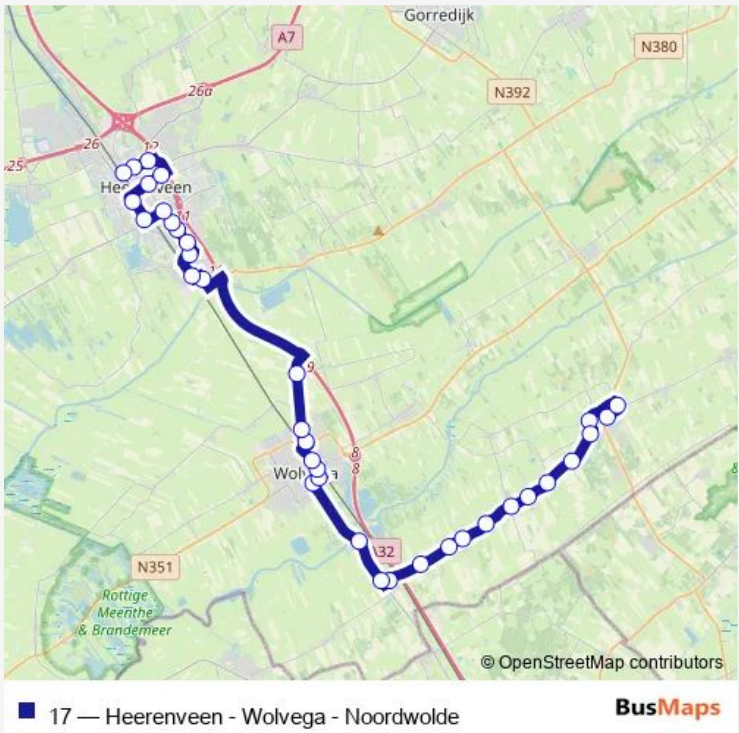 Gorredijk
A7
N380
26a
N392
26
12
25
Heerenveen
11
9
8
8
Wolvega
A32
N351
Rottige
Meenthe
& Brandemeer
© OpenStreetMap contributors
17 — Heerenveen - Wolvega - Noordwolde
BusMaps